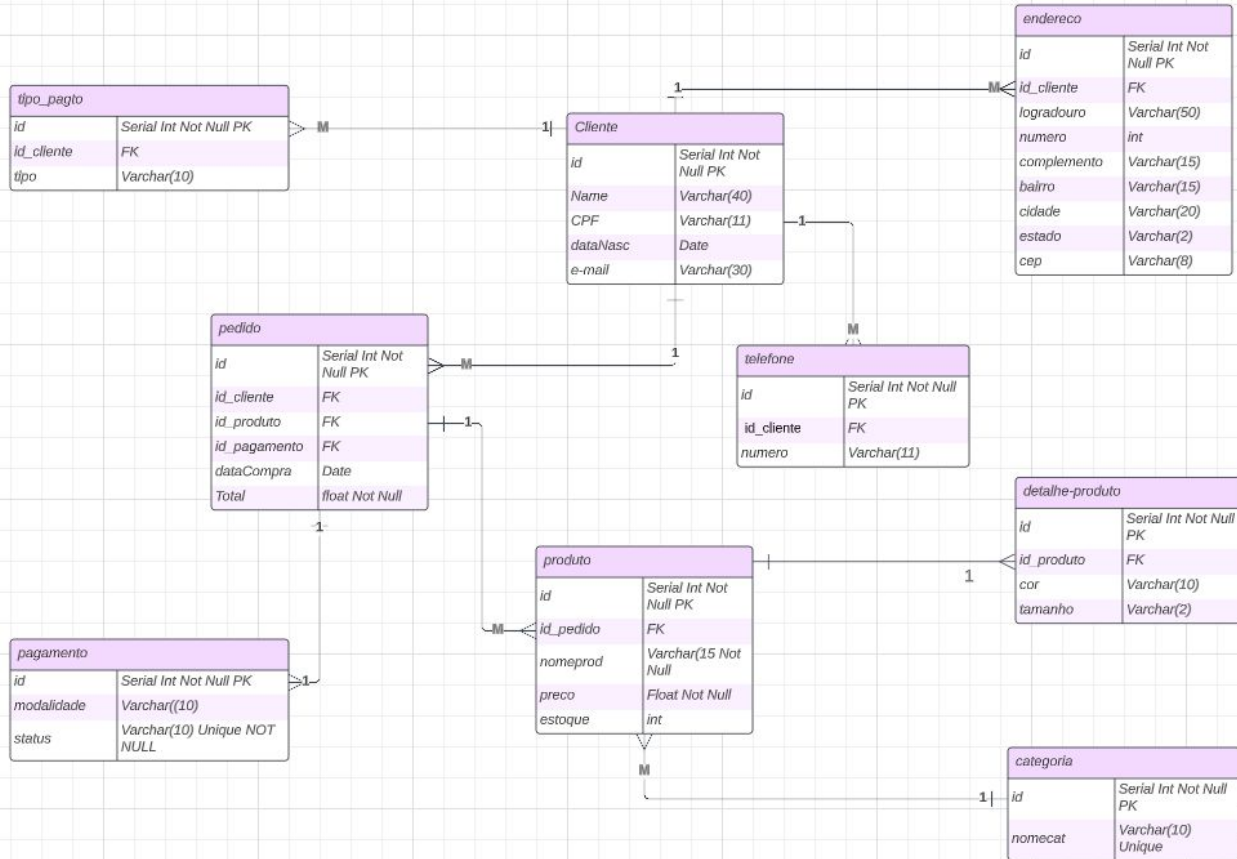 endereco
id Serial Int Not
Null PK
id_cliente FK
logradouro Varchar(50)
numero int
complemento Varchar(15)
bairro Varchar(15)
cidade Varchar(20)
estado Varchar(2)
cep Varchar(8)
1
M
tipo_pagto
id Serial Int Not Null PK
id_cliente FK
tipo Varchar(10)
M
1
Cliente
id Serial Int Not
Null PK
Name Varchar(40)
CPF Varchar(11)
dataNasc Date
e-mail Varchar(30)
1
M
pedido
id Serial Int Not
Null PK
id_cliente FK
id_produto FK
id_pagamento FK
dataCompra Date
Total float Not Null
M
1
1
1
telefone
id Serial Int Not Null
PK
id_cliente FK
numero Varchar(11)
detalhe-produto
id Serial Int Not Null
PK
id_produto FK
cor Varchar(10)
tamanho Varchar(2)
1
produto
id Serial Int Not
Null PK
id_pedido FK
nomeprod Varchar(15 Not
Null
preco Float Not Null
estoque int
M
M
pagamento
id Serial Int Not Null PK
modalidade Varchar((10)
status Varchar(10) Unique NOT
NULL
1
categoria
id Serial Int Not Null
PK
nomecat Varchar(10)
Unique
1